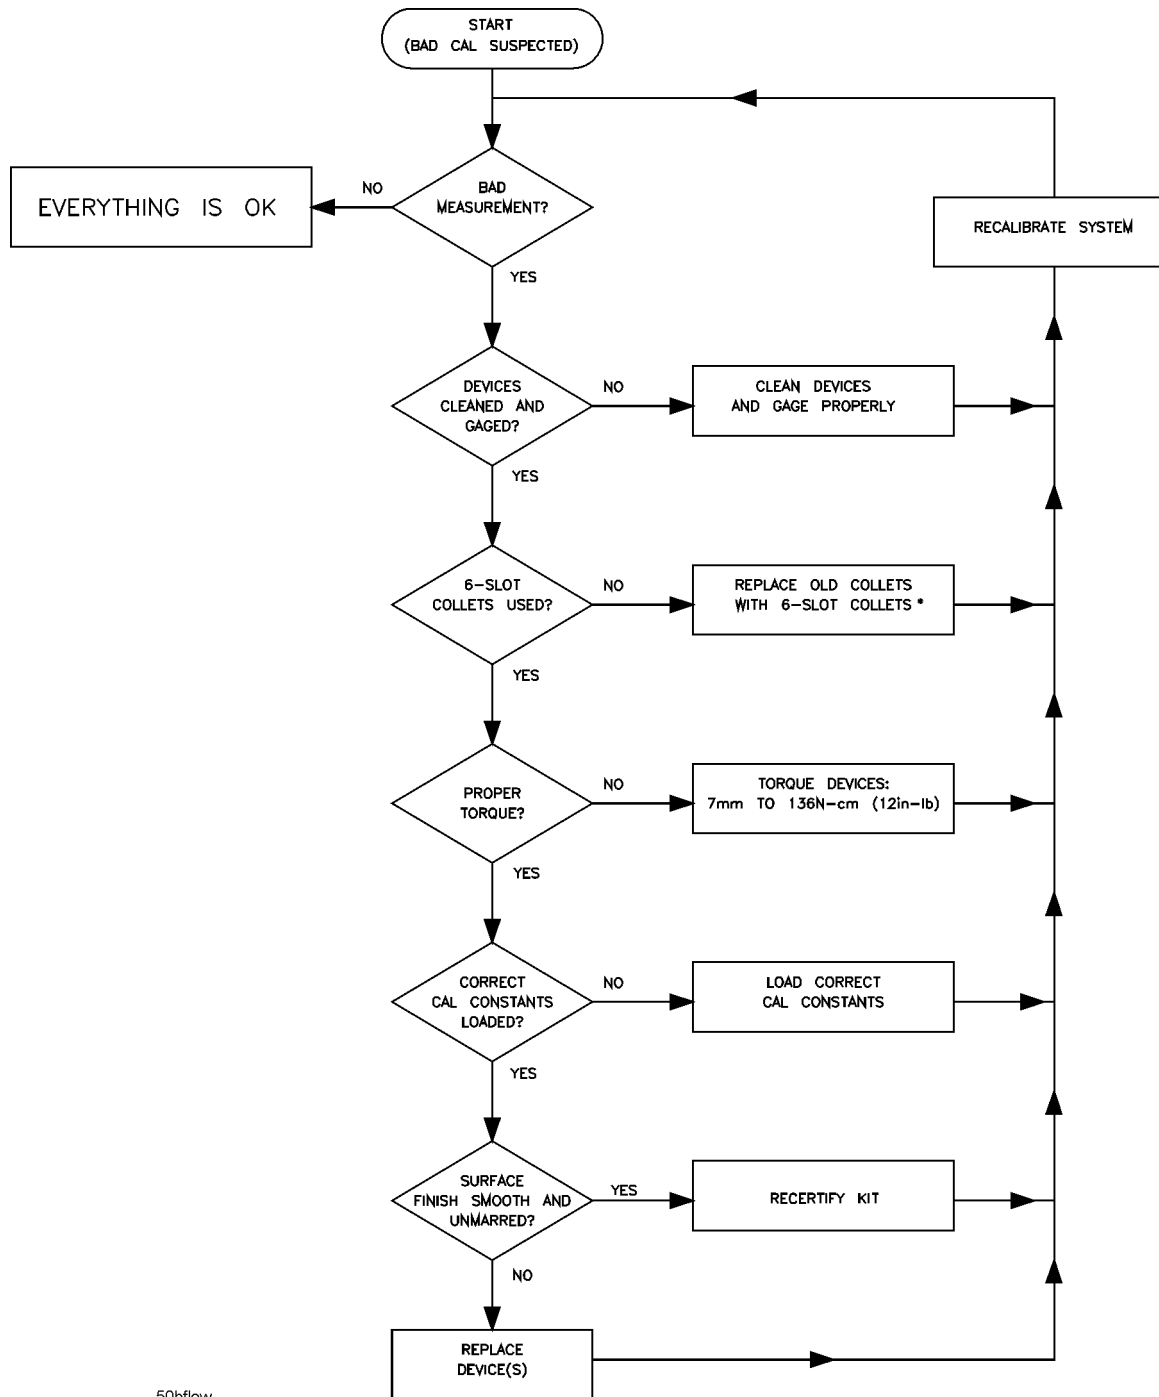 START
(BAD CAL SUSPECTED)
BAD
MEASUREMENT?
NO
EVERYTHING IS OK
YES
RECALIBRATE SYSTEM
DEVICES
CLEANED AND
GAGED?
NO
CLEAN DEVICES
AND GAGE PROPERLY
YES
6-SLOT
COLLETS USED?
NO
REPLACE OLD COLLETS
WITH 6-SLOT COLLETS *
YES
PROPER
TORQUE?
NO
TORQUE DEVICES:
7mm TO 136N-cm (12in-lb)
YES
CORRECT
CAL CONSTANTS
LOADED?
NO
LOAD CORRECT
CAL CONSTANTS
YES
SURFACE
FINISH SMOOTH AND
UNMARRED?
YES
RECERTIFY KIT
NO
REPLACE
DEVICE(S)
50bflow